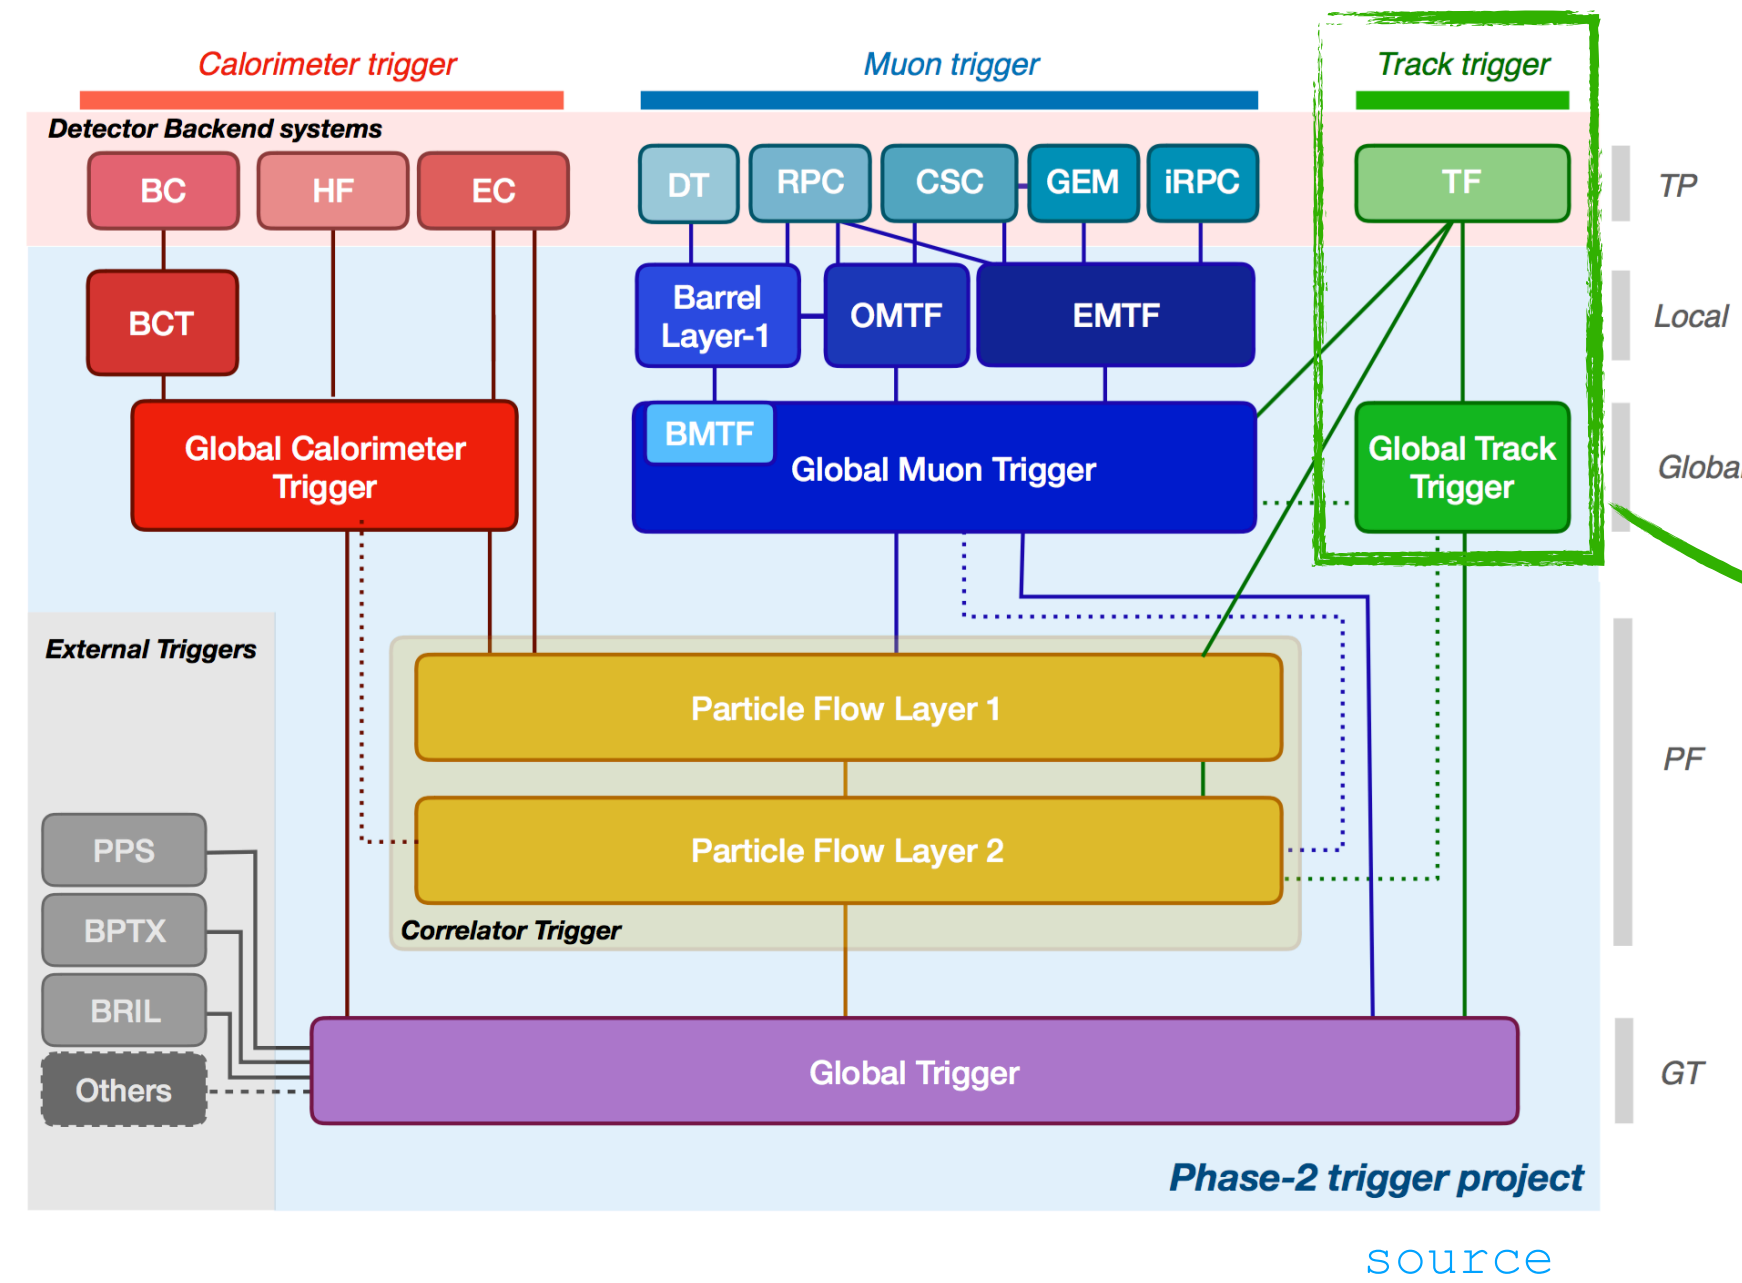 Calorimeter trigger
Muon trigger
Track trigger
Detector Backend systems
BC
HF
EC
DT
RPC
CSC
GEM
iRPC
TF
TP
BCT
Barrel
Layer-1
OMTF
EMTF
Local
Global Calorimeter
Trigger
BMTF
Global Muon Trigger
Global Track
Trigger
Globa
External Triggers
Particle Flow Layer 1
PF
Particle Flow Layer 2
Correlator Trigger
PPS
BPTX
BRIL
Others
Global Trigger
GT
Phase-2 trigger project
source